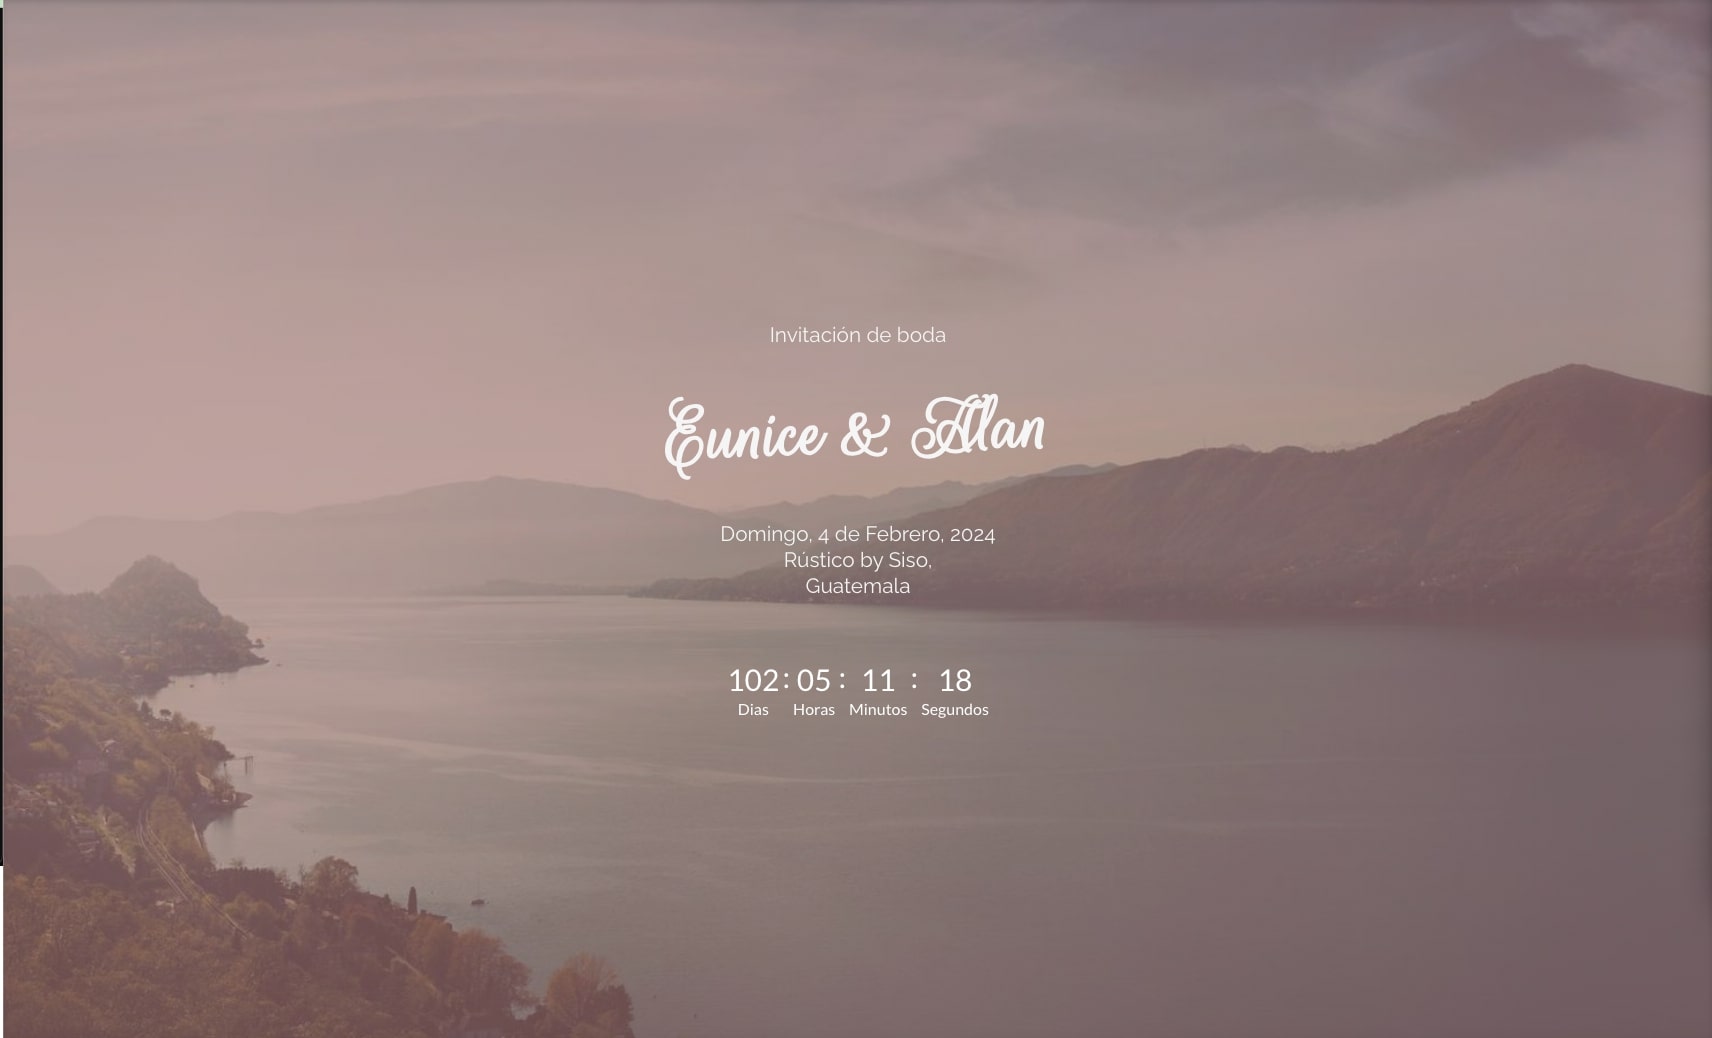 Invitación de boda
Eunice & Alan
Domingo, 4 de Febrero, 2024
Rústico by Siso,
Guatemala
102 : 05 : 11 : 18
Dias Horas Minutos Segundos